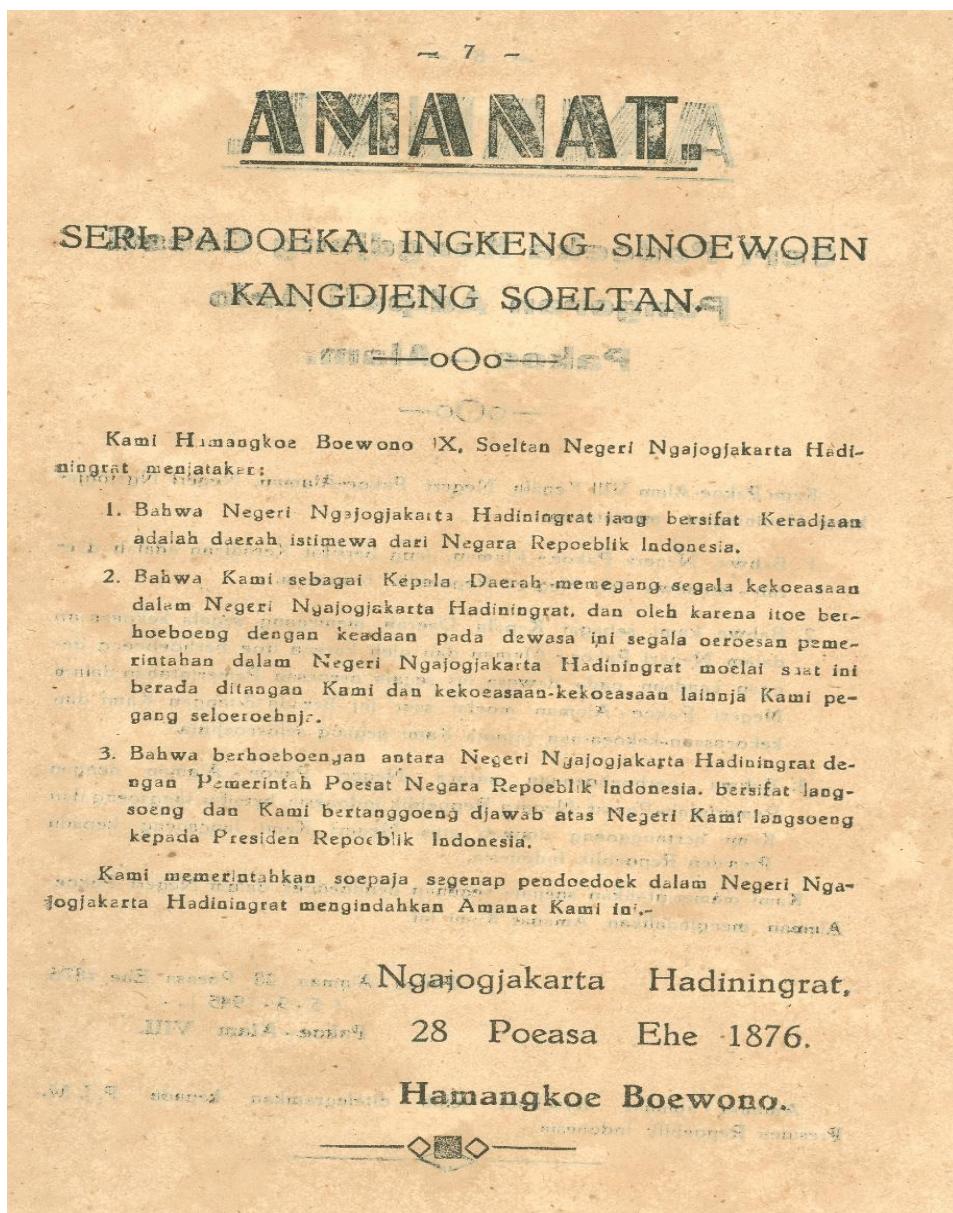 — 7 —
AMANAT.
SERI PADOEKA INGKENG SINOEWOEN
KANGDJENG SOELTAN.
—oOo—
Kami Hamangkoe Boewono IX, Soeltan Negeri Ngajogjakarta Hadi-
ningrat menjatakan:
1. Bahwa Negeri Ngajogjakarta Hadiningrat jang bersifat Keradjaan
adalah daerah istimewa dari Negara Repoeblik Indonesia.
2. Bahwa Kami sebagai Kepala Daerah memegang segala kekoeasaan
dalam Negeri Ngajogjakarta Hadiningrat, dan oleh karena itoe ber-
hoeboeng dengan keadaan pada dewasa ini segala oeroesan peme-
rintahan dalam Negeri Ngajogjakarta Hadiningrat moelai saat ini
berada ditangan Kami dan kekoeasaan-kekoeasaan lainnja Kami pe-
gang seloeroehnja.
3. Bahwa berhoeboengan antara Negeri Ngajogjakarta Hadiningrat de-
ngan Pemerintah Poesat Negara Repoeblik Indonesia, bersifat lang-
soeng dan Kami bertanggoeng djawab atas Negeri Kami langsoeng
kepada Presiden Repoeblik Indonesia.
Kami memerintahkan soepaja segenap pendoedoek dalam Negeri Nga-
jogjakarta Hadiningrat mengindahkan Amanat Kami ini.-
Ngajogjakarta Hadiningrat,
28 Poeasa Ehe 1876.
Hamangkoe Boewono.